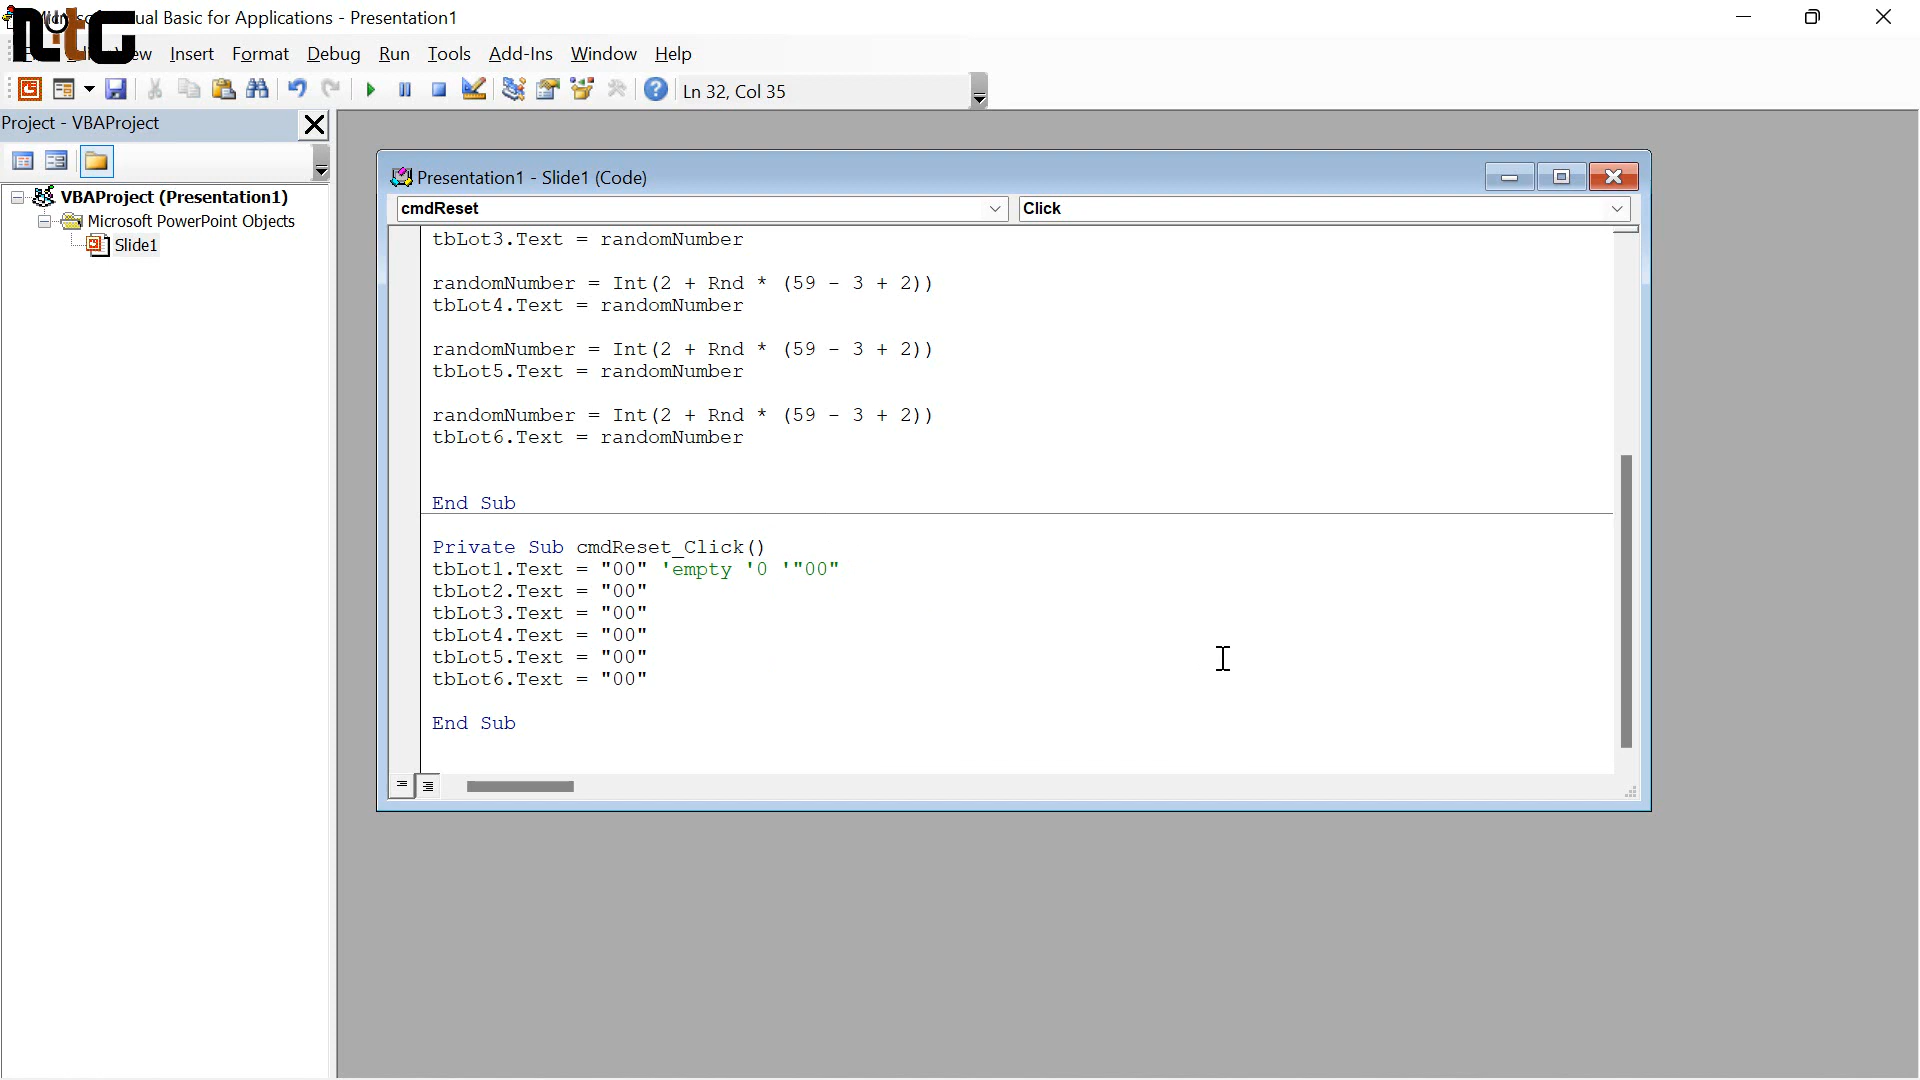 ual Basic for Applications - Presentation1
NtG
Insert Format Debug Run Tools Add-Ins Window Help
Ln 32, Col 35
Project - VBAProject
VBAProject (Presentation1)
Microsoft PowerPoint Objects
Slide1
Presentation1 - Slide1 (Code)
cmdReset
Click
tbLot3.Text = randomNumber
randomNumber = Int(2 + Rnd * (59 - 3 + 2))
tbLot4.Text = randomNumber
randomNumber = Int(2 + Rnd * (59 - 3 + 2))
tbLot5.Text = randomNumber
randomNumber = Int(2 + Rnd * (59 - 3 + 2))
tbLot6.Text = randomNumber
End Sub
Private Sub cmdReset_Click()
tbLot1.Text = "00" 'empty '0 '"00"
tbLot2.Text = "00"
tbLot3.Text = "00"
tbLot4.Text = "00"
tbLot5.Text = "00"
tbLot6.Text = "00"
End Sub